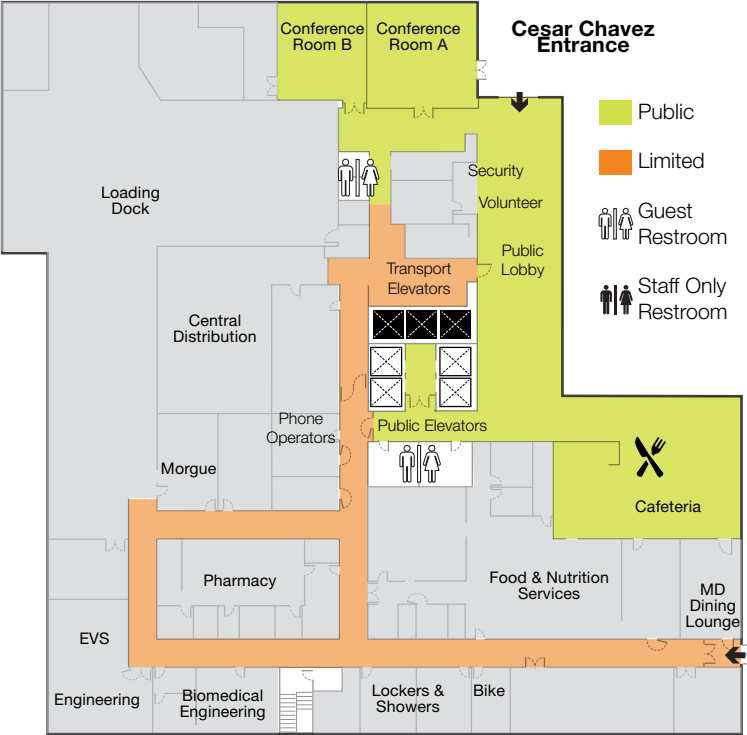 Conference
Room B
Conference
Room A
Cesar Chavez
Entrance
Public
Limited
Guest
Restroom
Staff Only
Restroom
Security
Volunteer
Loading
Dock
Public
Lobby
Transport
Elevators
Central
Distribution
Phone
Operators
Public Elevators
Morgue
Cafeteria
Pharmacy
Food & Nutrition
Services
MD
Dining
Lounge
EVS
Engineering
Biomedical
Engineering
Lockers &
Showers
Bike